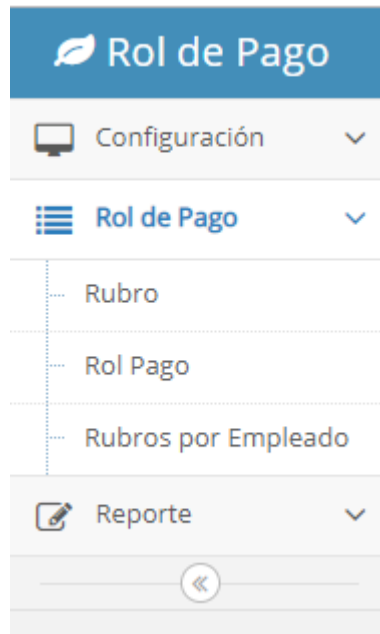 Rol de Pago
Configuración
Rol de Pago
Rubro
Rol Pago
Rubros por Empleado
Reporte